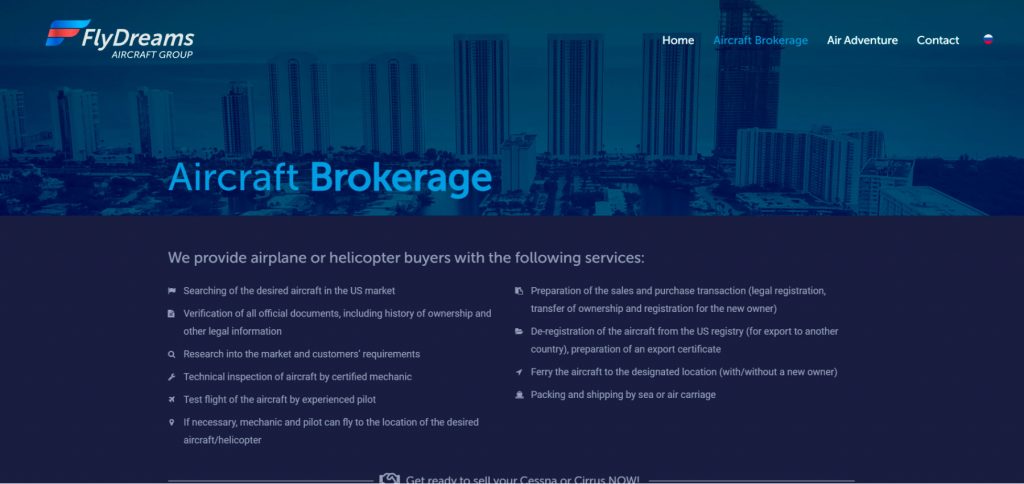 FlyDreams
AIRCRAFT GROUP
Home Aircraft Brokerage Air Adventure Contact
Aircraft Brokerage
We provide airplane or helicopter buyers with the following services:
Searching of the desired aircraft in the US market
Verification of all official documents, including history of ownership and
other legal information
Research into the market and customers' requirements
Technical inspection of aircraft by certified mechanic
Test flight of the aircraft by experienced pilot
If necessary, mechanic and pilot can fly to the location of the desired
aircraft/helicopter
Preparation of the sales and purchase transaction (legal registration,
transfer of ownership and registration for the new owner)
De-registration of the aircraft from the US registry (for export to another
country), preparation of an export certificate
Ferry the aircraft to the designated location (with/without a new owner)
Packing and shipping by sea or air carriage
Get ready to sell your Cessna or Cirrus NOW!